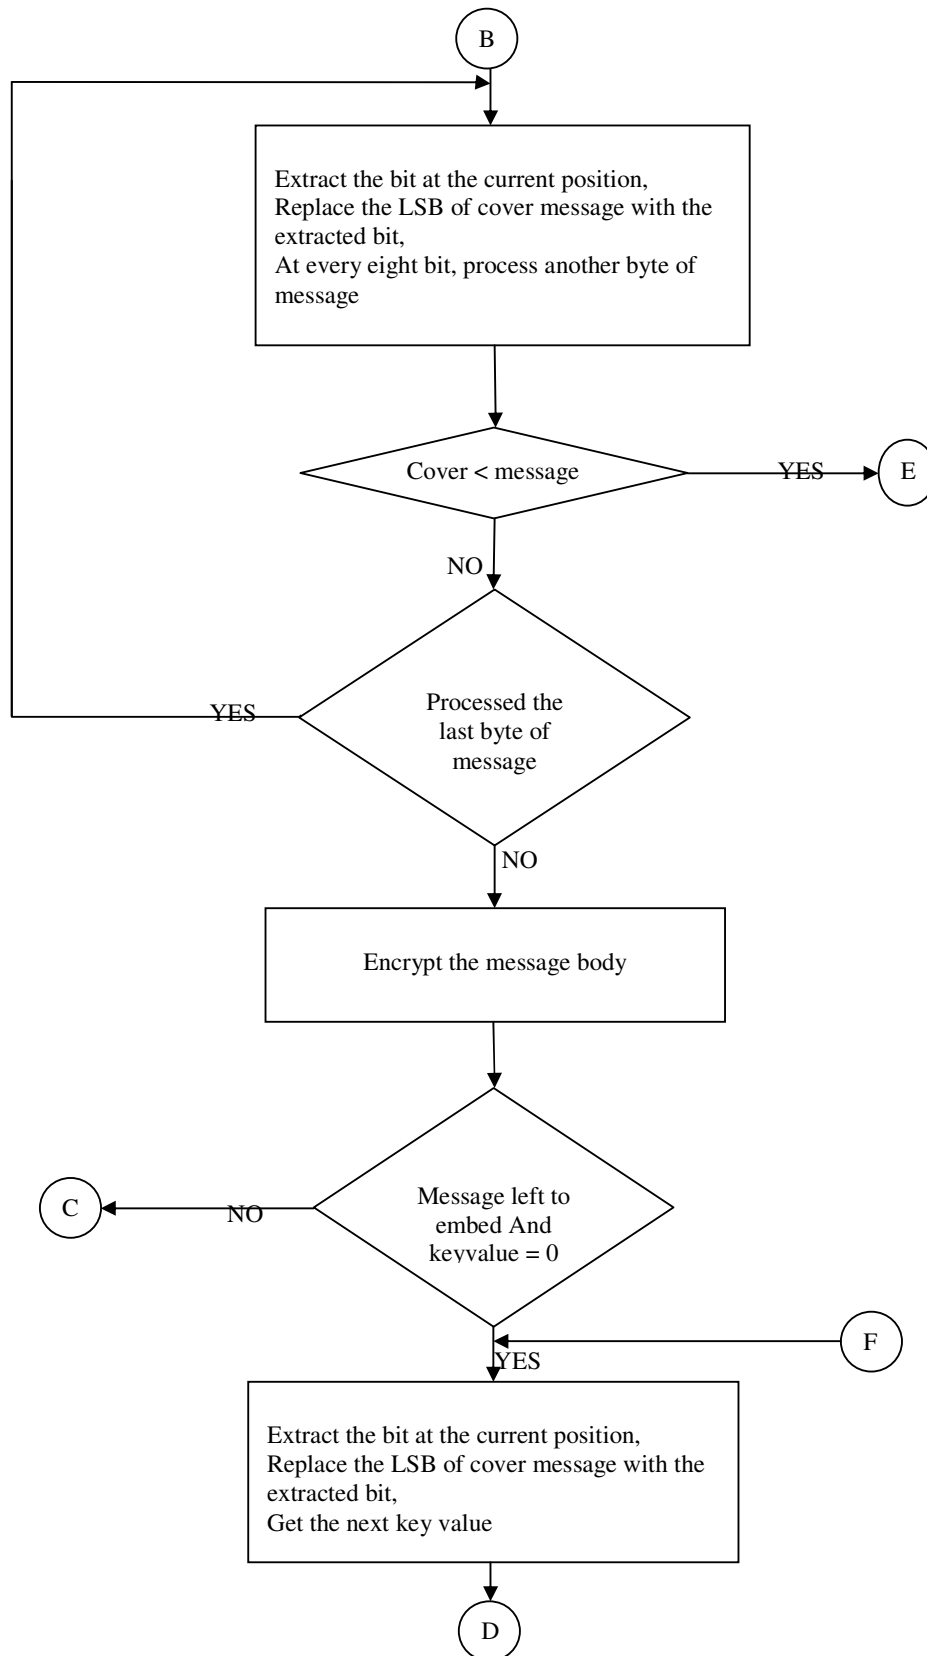 B
Extract the bit at the current position,
Replace the LSB of cover message with the
extracted bit,
At every eight bit, process another byte of
message
Cover < message
YES
E
NO
Processed the
last byte of
message
YES
NO
Encrypt the message body
Message left to
embed And
keyvalue = 0
NO
C
F
YES
Extract the bit at the current position,
Replace the LSB of cover message with the
extracted bit,
Get the next key value
D